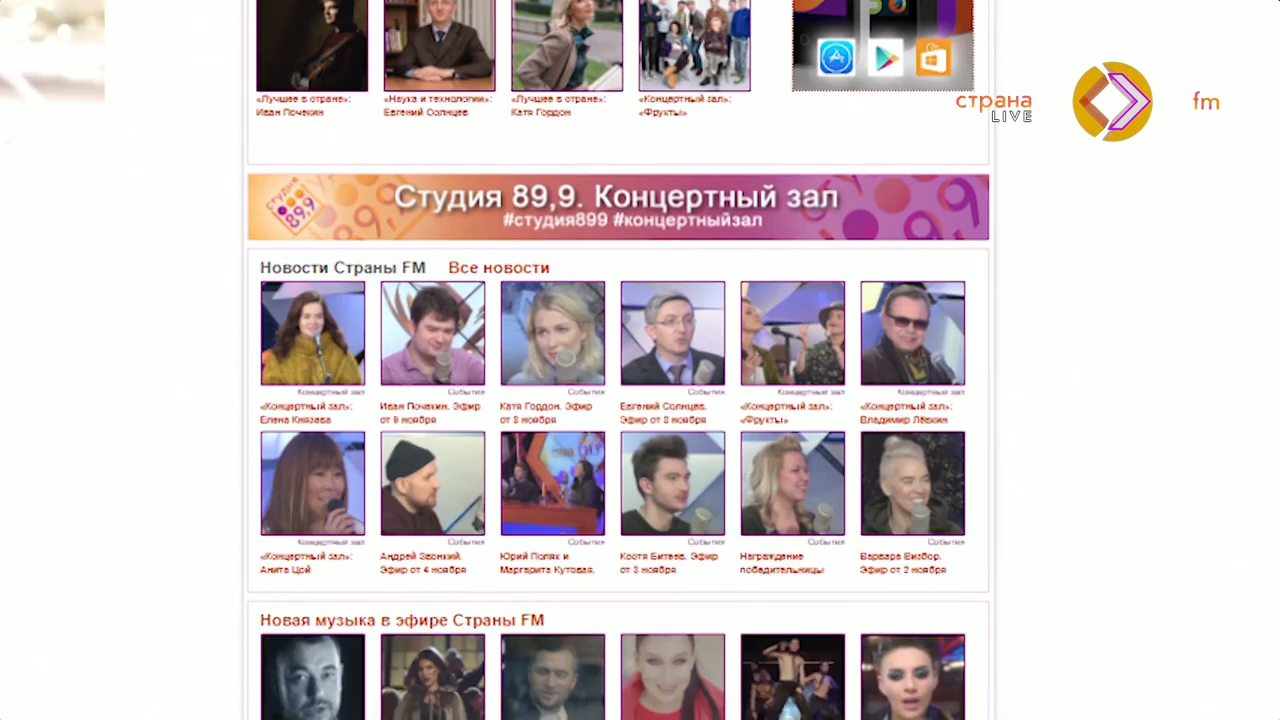 «Лучшее в стране»:
Иван Почекин
«Наука и технологии»:
Евгений Солнцев
«Лучшее в стране»:
Катя Гордон
«Концертный зал»:
«Фрукты»
страна
LIVE
fm
студия
89,9
Студия 89,9. Концертный зал
#студия899 #концертныйзал
Новости Страны FM Все новости
Концертный зал
«Концертный зал»:
Елена Князева
События
Иван Почекин. Эфир
от 9 ноября
События
Катя Гордон. Эфир
от 8 ноября
События
Евгений Солнцев.
Эфир от 8 ноября
Концертный зал
«Концертный зал»:
«Фрукты»
Концертный зал
«Концертный зал»:
Владимир Лёвкин
Концертный зал
«Концертный зал»:
Анита Цой
События
Андрей Звонкий.
Эфир от 4 ноября
События
Юрий Поляк и
Маргарита Кутовая.
События
Костя Битеев. Эфир
от 3 ноября
События
Награждение
победительницы
События
Варвара Визбор.
Эфир от 2 ноября
Новая музыка в эфире Страны FM